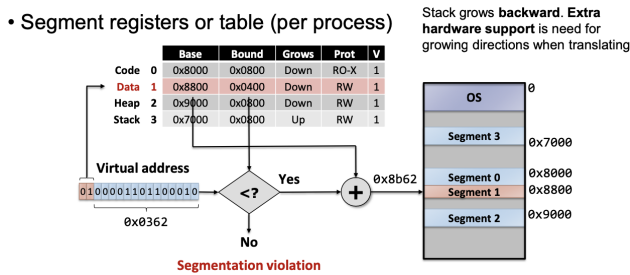 • Segment registers or table (per process)
Stack grows backward. Extra
hardware support is need for
growing directions when translating
Base Bound Grows Prot V
Code 0 0x8000 0x0800 Down RO-X 1
Data 1 0x8800 0x0400 Down RW 1
Heap 2 0x9000 0x0800 Down RW 1
Stack 3 0x7000 0x0800 Up RW 1
OS 0
Segment 3 0x7000
Segment 0 0x8000
Segment 1 0x8800
Segment 2 0x9000
Virtual address
0100001101100010
0x0362
<?
Yes
+
0x8b62
No
Segmentation violation